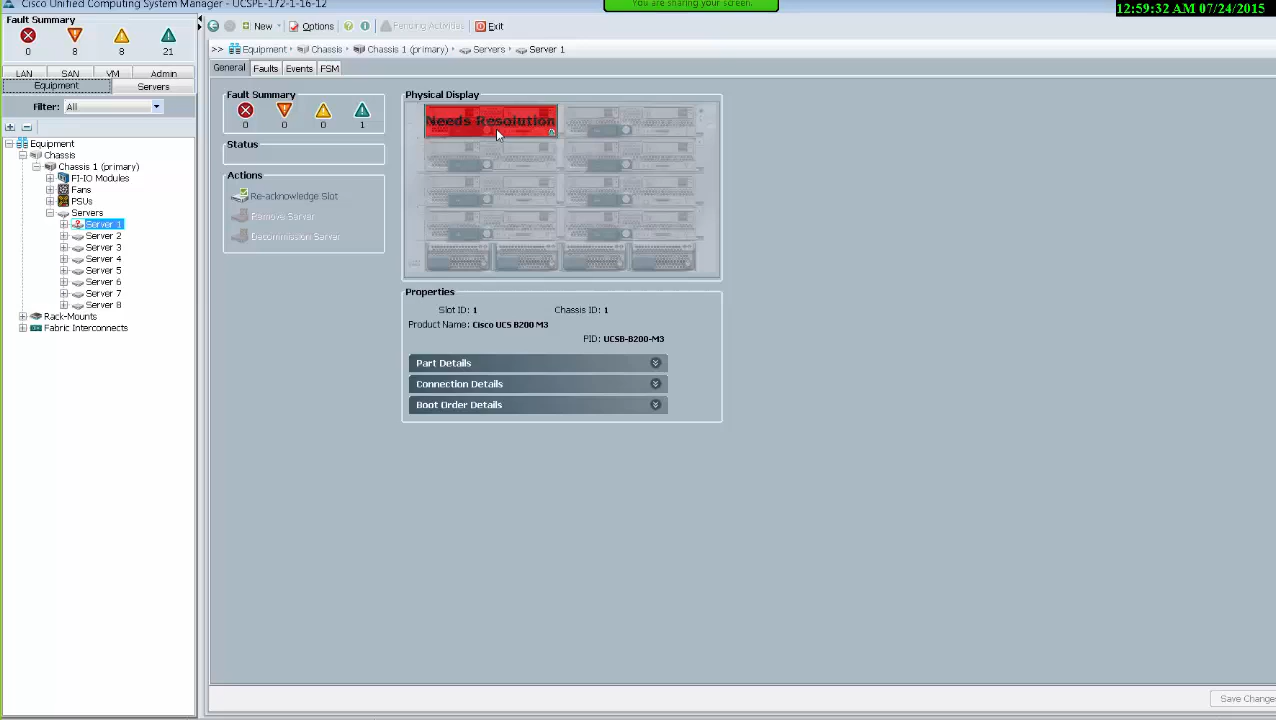 Cisco Unified Computing System Manager - UCSPE-172-1-16-12
You are sharing your screen.
12:59:32 AM 07/24/2015
Fault Summary
0 8 8 21
New Options Pending Activities Exit
>> Equipment Chassis Chassis 1 (primary) Servers Server 1
LAN SAN VM Admin
Equipment Servers
Filter: All
Equipment
Chassis
Chassis 1 (primary)
FI-IO Modules
Fans
PSUs
Servers
Server 1
Server 2
Server 3
Server 4
Server 5
Server 6
Server 7
Server 8
Rack-Mounts
Fabric Interconnects
General Faults Events FSM
Fault Summary
0 0 0 1
Status
Actions
Re-acknowledge Slot
Remove Server
Decommission Server
Physical Display
Needs Resolution
Properties
Slot ID: 1 Chassis ID: 1
Product Name: Cisco UCS B200 M3
PID: UCSB-B200-M3
Part Details
Connection Details
Boot Order Details
Save Changes